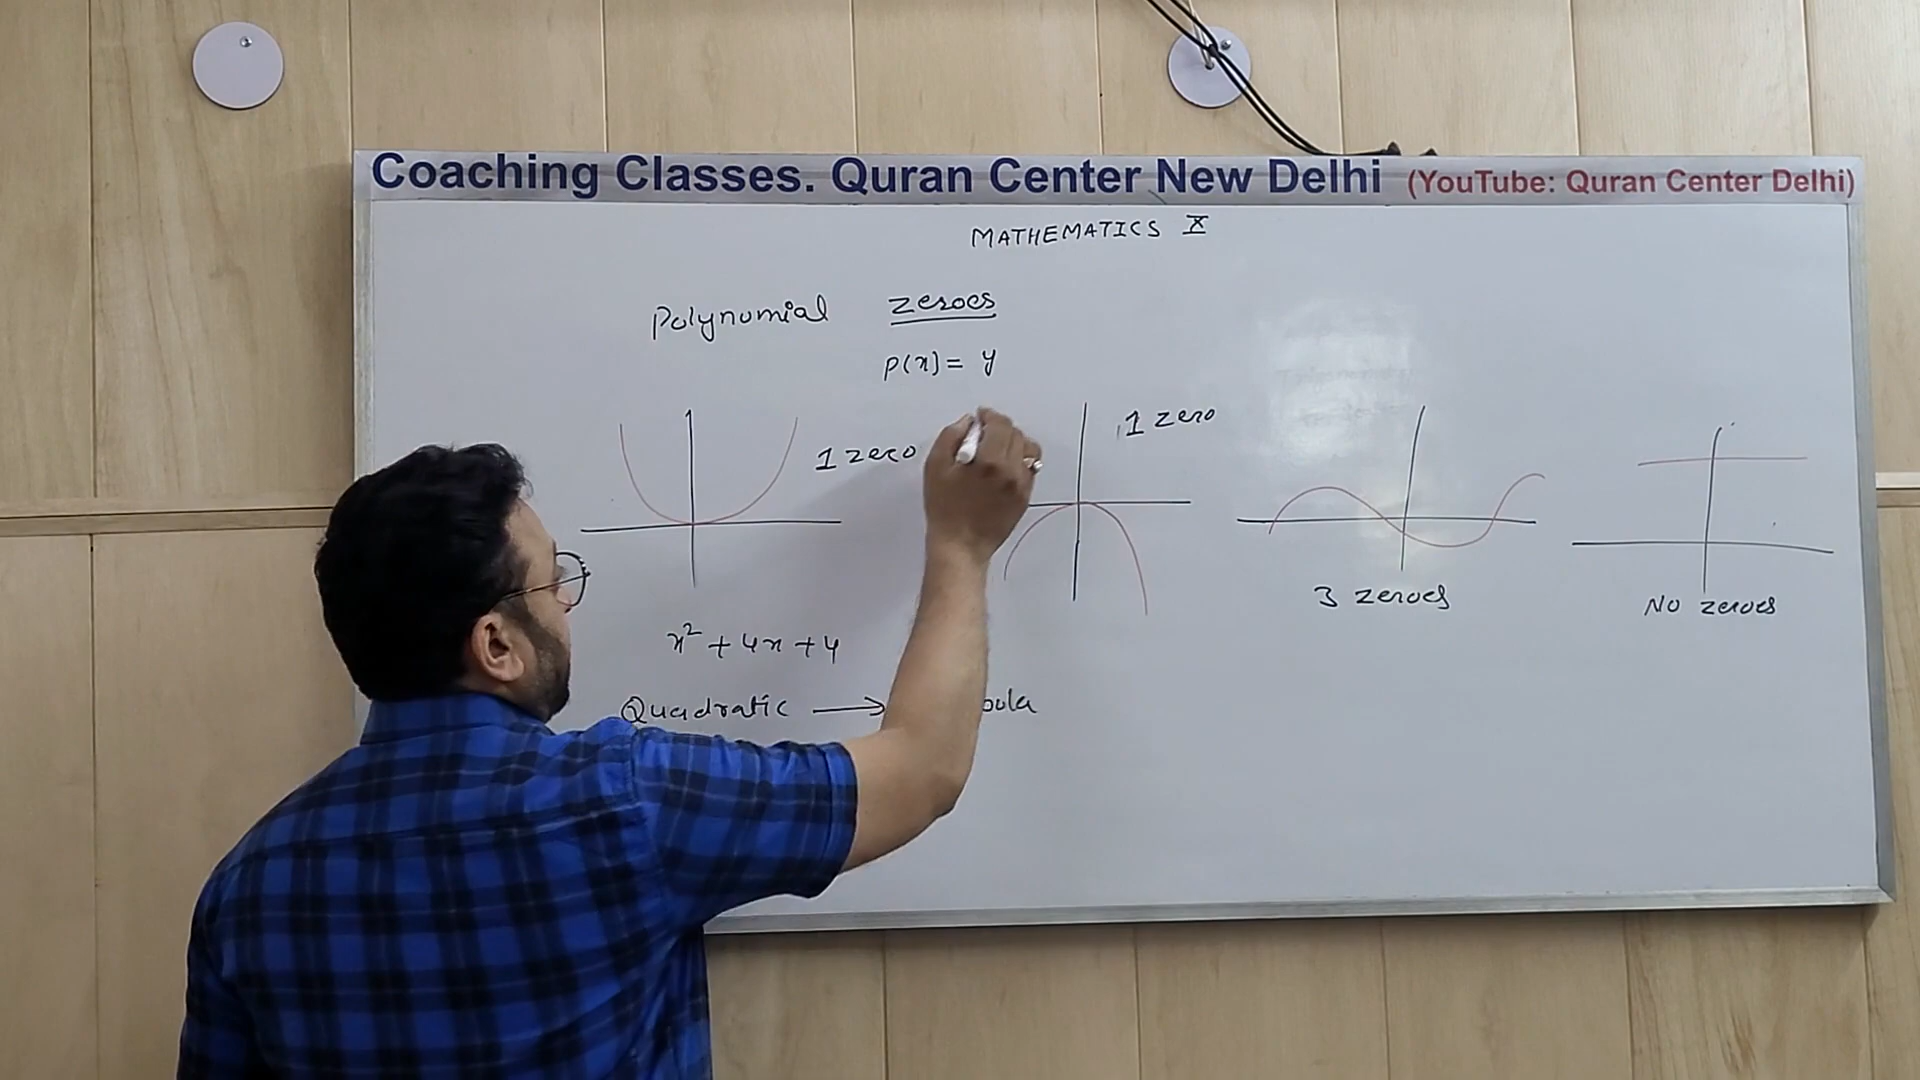 Coaching Classes. Quran Center New Delhi (YouTube: Quran Center Delhi)
MATHEMATICS X
Polynomial zeroes
p(x) = y
1 zero
1 zero
3 zeroes
No zeroes
x² + 4x + 4
Quadratic →